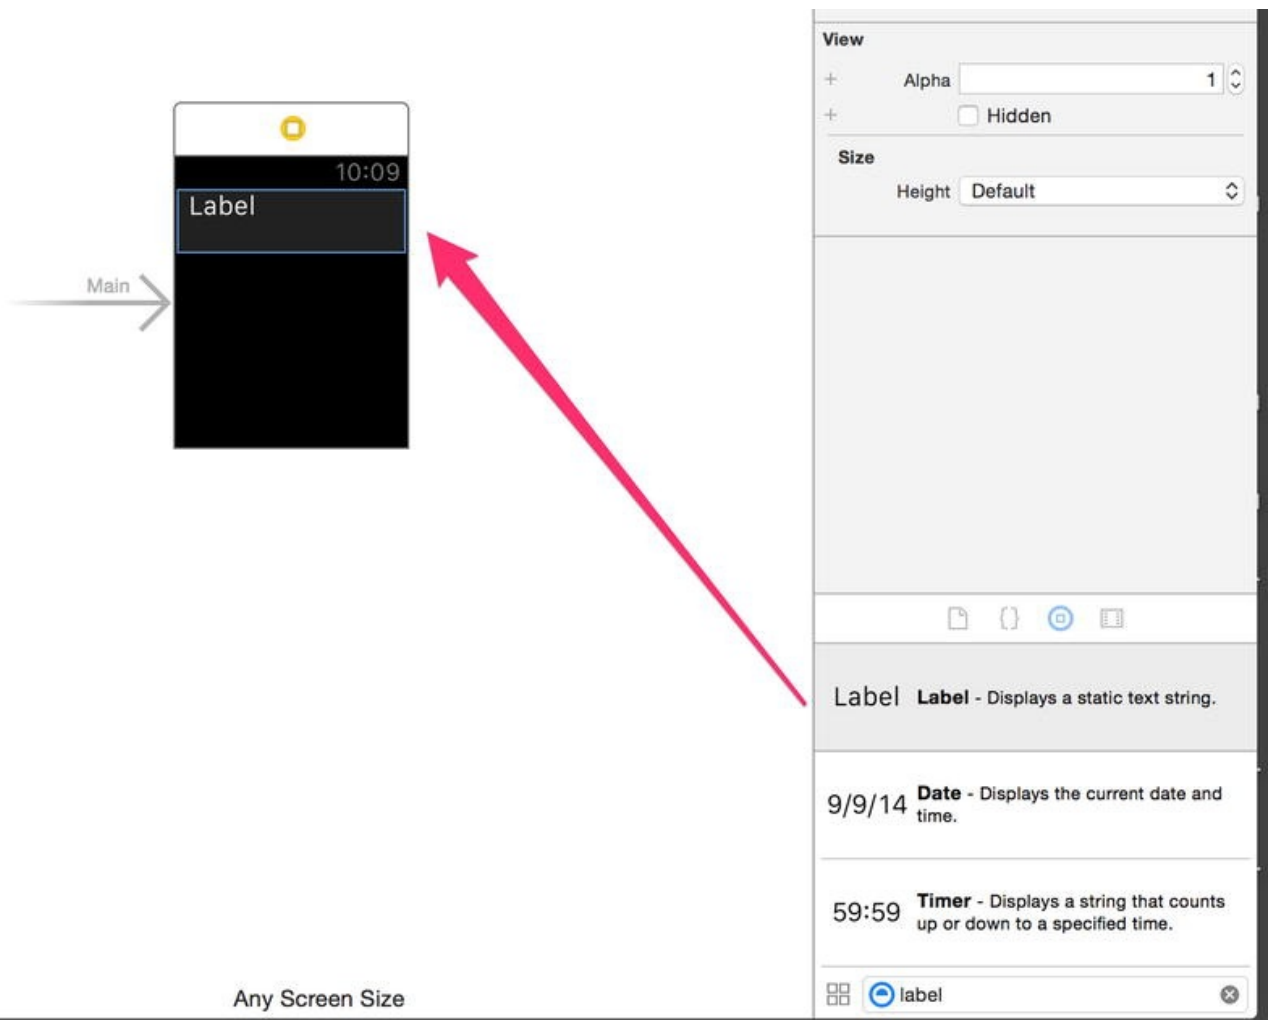 View
Alpha 1
Hidden
Size
Height Default
10:09
Label
Main
Label Label - Displays a static text string.
9/9/14 Date - Displays the current date and
time.
59:59 Timer - Displays a string that counts
up or down to a specified time.
label
Any Screen Size